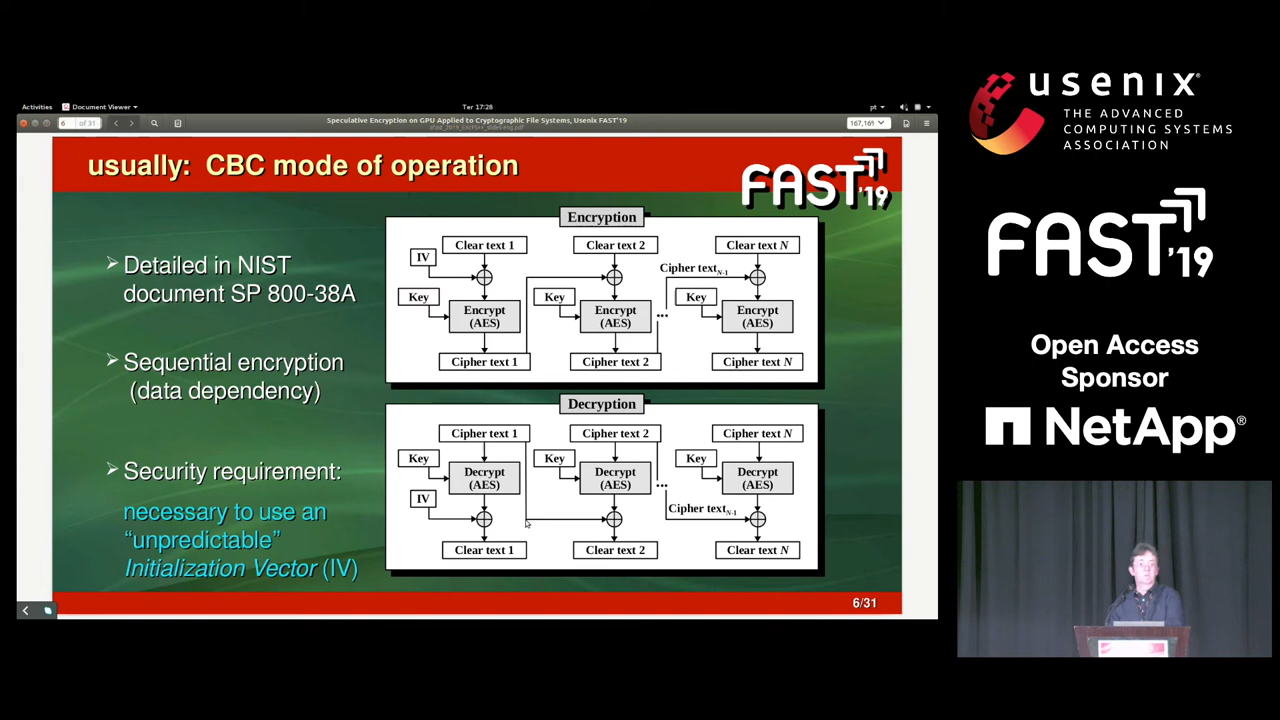 Activities
Document Viewer
Ter 17:28
pt
6
of 31
Speculative Encryption on GPU Applied to Cryptographic File Systems, Usenix FAST'19
usually: CBC mode of operation
FAST '19
Detailed in NIST
document SP 800-38A
Sequential encryption
(data dependency)
Security requirement:
necessary to use an
“unpredictable”
Initialization Vector (IV)
Encryption
Clear text 1
Clear text 2
Clear text N
IV
Cipher textN-1
Key
Key
Key
Encrypt
(AES)
Encrypt
(AES)
...
Encrypt
(AES)
Cipher text 1
Cipher text 2
Cipher text N
Decryption
Cipher text 1
Cipher text 2
Cipher text N
Key
Key
Key
Decrypt
(AES)
Decrypt
(AES)
...
Decrypt
(AES)
IV
Cipher textN-1
Clear text 1
Clear text 2
Clear text N
6/31
usenix®
THE ADVANCED
COMPUTING SYSTEMS
ASSOCIATION
FAST '19
Open Access
Sponsor
NetApp®